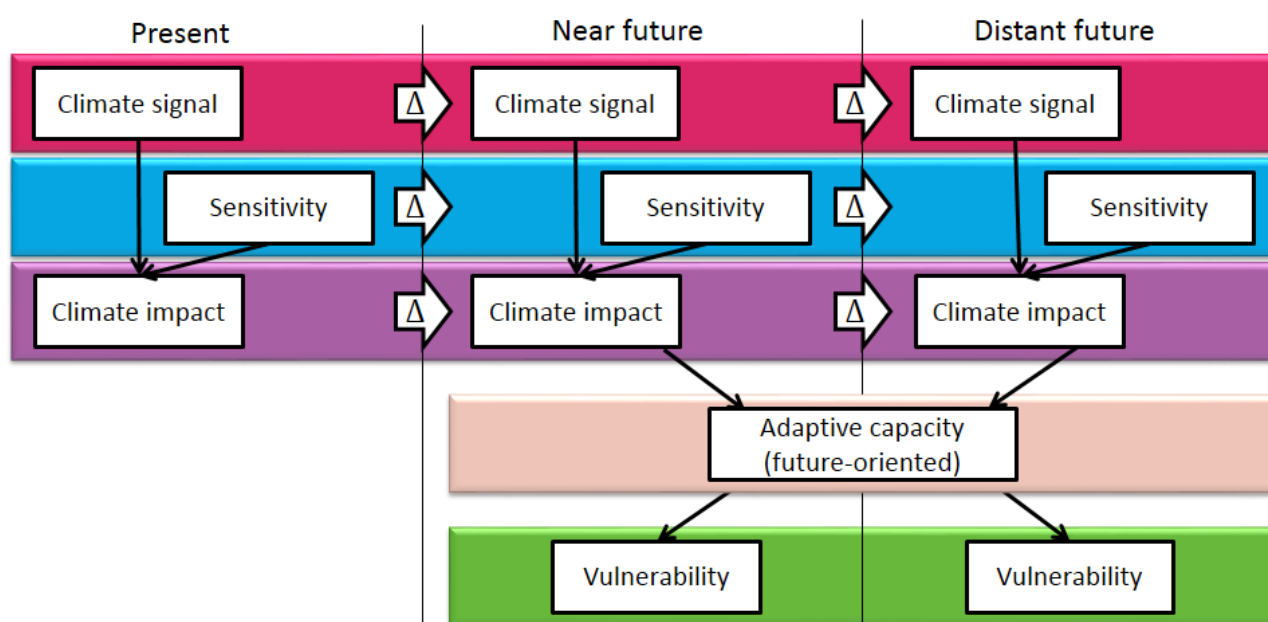 Present
Near future
Distant future
Climate signal
Δ
Climate signal
Δ
Climate signal
Sensitivity
Δ
Sensitivity
Δ
Sensitivity
Climate impact
Δ
Climate impact
Δ
Climate impact
Adaptive capacity
(future-oriented)
Vulnerability
Vulnerability